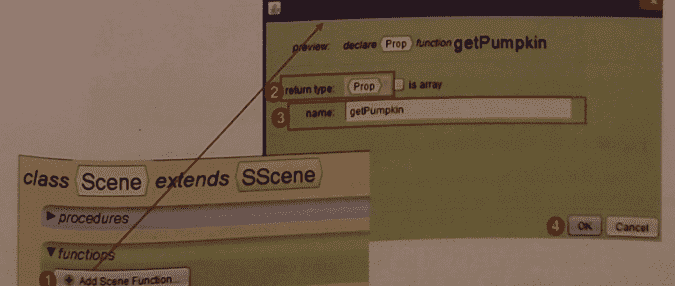 preview: declare Prop function getPumpkin
2 return type: Prop is array
3 name: getPumpkin
4 OK Cancel
class Scene extends SScene
procedures
functions
1 Add Scene Function...